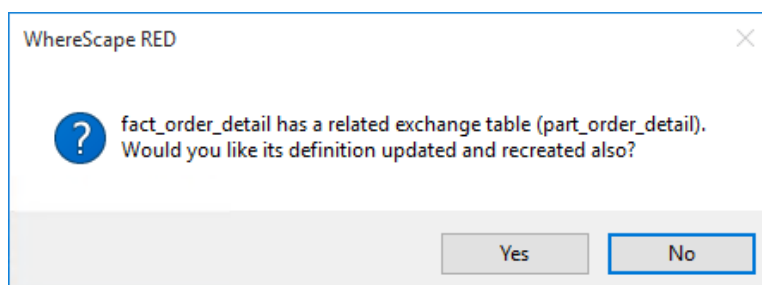 WhereScape RED
fact_order_detail has a related exchange table (part_order_detail).
Would you like its definition updated and recreated also?
Yes
No